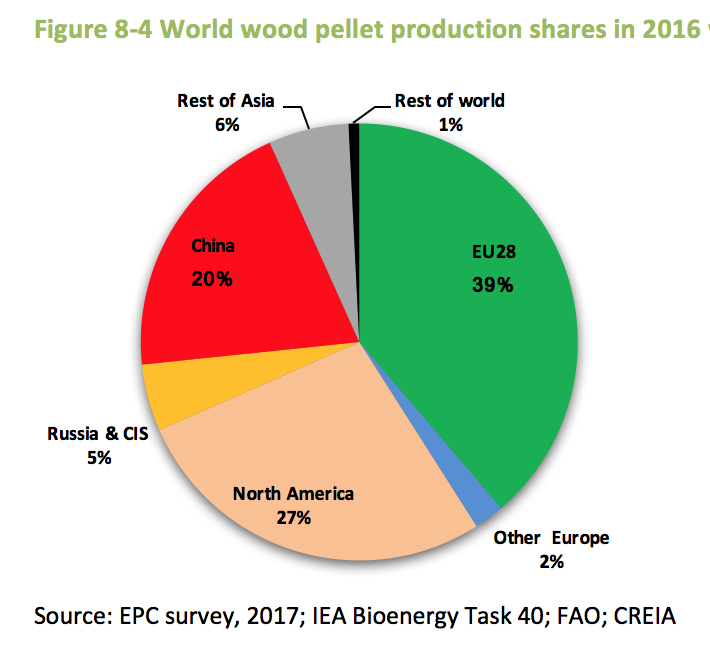 Figure 8-4 World wood pellet production shares in 2016
Rest of Asia
6%
Rest of world
1%
China
20%
EU28
39%
Russia & CIS
5%
North America
27%
Other Europe
2%
Source: EPC survey, 2017; IEA Bioenergy Task 40; FAO; CREIA